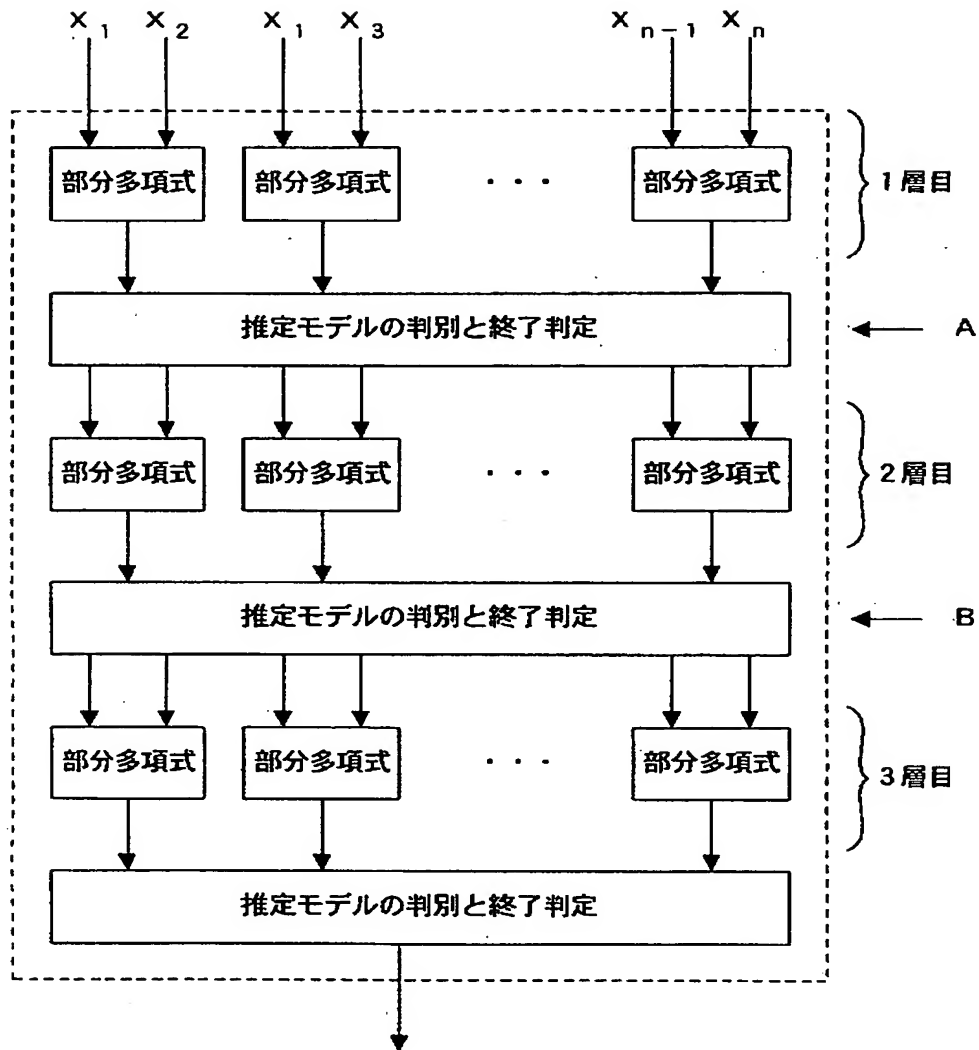 x1 x2 x1 x3 xn-1 xn
部分多項式 部分多項式 ・・・ 部分多項式 1層目
推定モデルの判別と終了判定 A
部分多項式 部分多項式 ・・・ 部分多項式 2層目
推定モデルの判別と終了判定 B
部分多項式 部分多項式 ・・・ 部分多項式 3層目
推定モデルの判別と終了判定